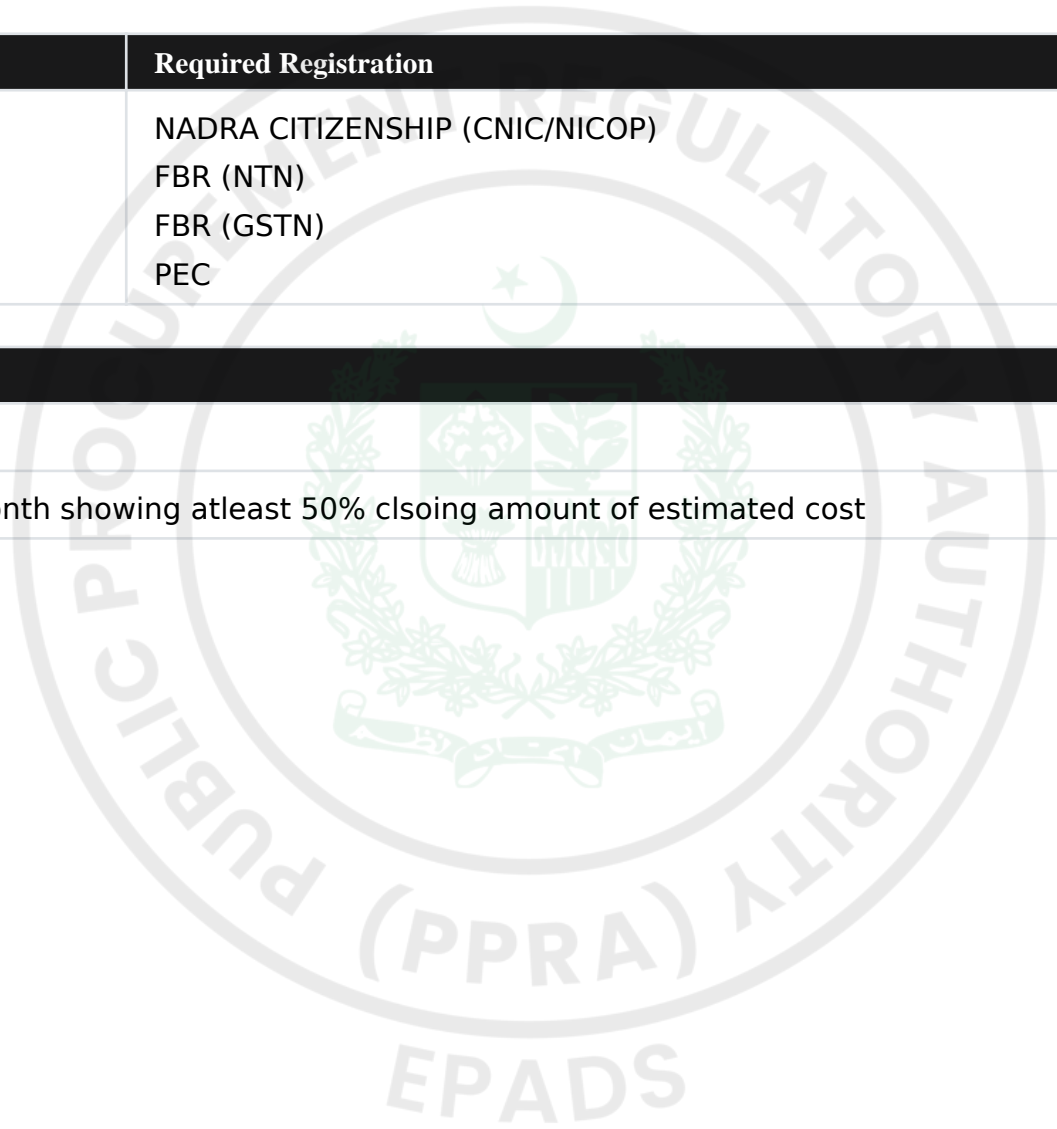 Required Registration
NADRA CITIZENSHIP (CNIC/NICOP)
FBR (NTN)
FBR (GSTN)
PEC
showing atleast 50% clsoing amount of estimated cost
PUBLIC PROCUREMENT REGULATORY AUTHORITY
(PPRA)
EPADS